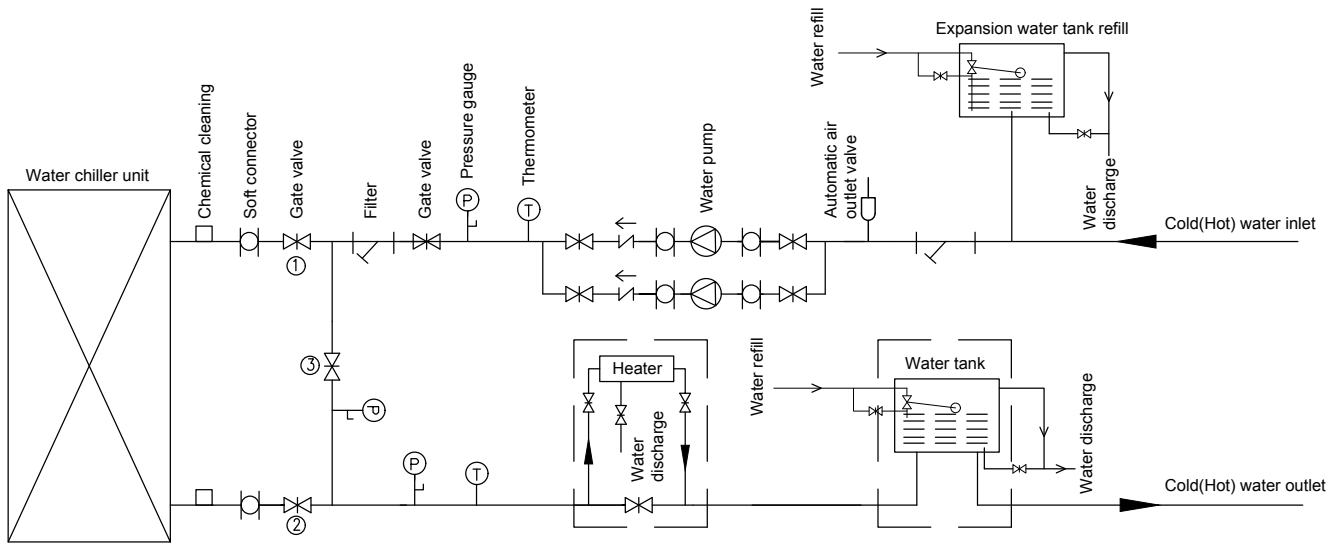 Expansion water tank refill
Water refill
Water discharge
Cold(Hot) water inlet
Water chiller unit
Chemical cleaning
Soft connector
Gate valve
Filter
Gate valve
Pressure gauge
Thermometer
Water pump
Automatic air
outlet valve
P
T
①
③
P
Heater
Water
discharge
Water refill
Water tank
Water discharge
P
T
②
Cold(Hot) water outlet